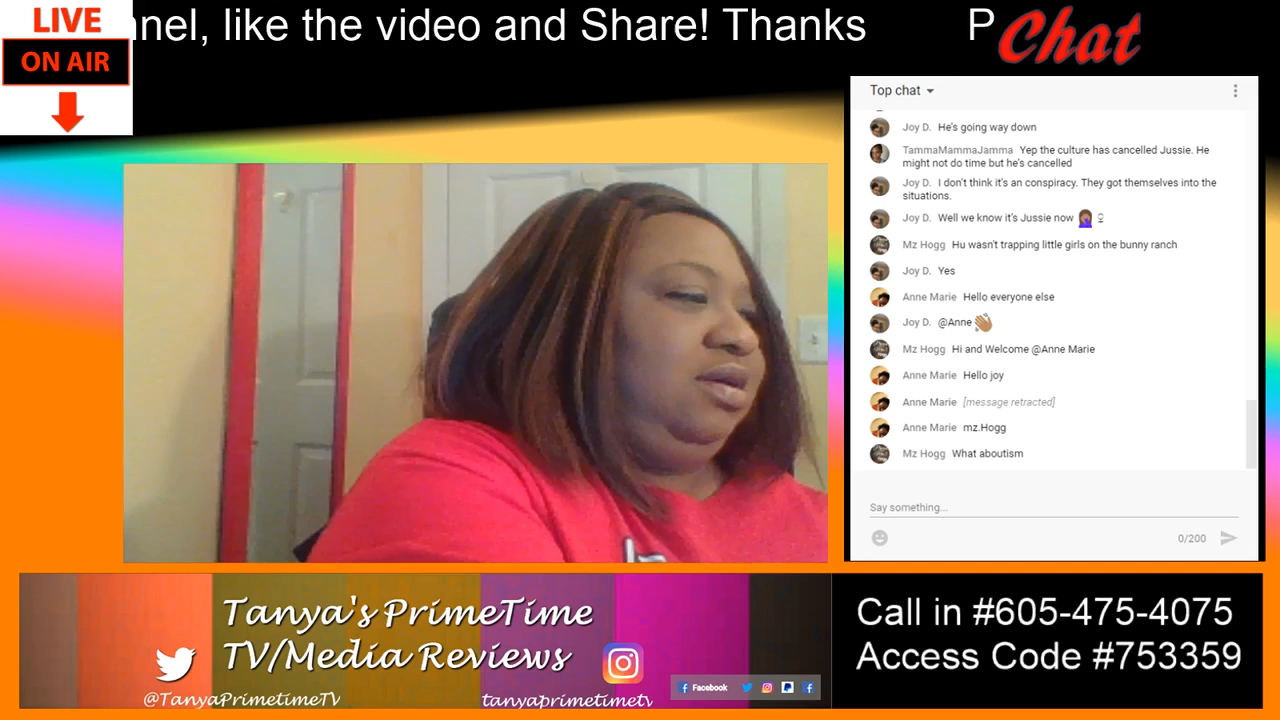 LIVE
ON AIR
nnel, like the video and Share! Thanks
P
Chat
Top chat
Joy D. He's going way down
TammaMammaJamma Yep the culture has cancelled Jussie. He
might not do time but he's cancelled
Joy D. I don't think it's an conspiracy. They got themselves into the
situations.
Joy D. Well we know it's Jussie now 🤦🏾♀
Mz Hogg Hu wasn't trapping little girls on the bunny ranch
Joy D. Yes
Anne Marie Hello everyone else
Joy D. @Anne 👋🏽
Mz Hogg Hi and Welcome @Anne Marie
Anne Marie Hello joy
Anne Marie [message retracted]
Anne Marie mz.Hogg
Mz Hogg What aboutism
Say something...
0/200
Tanya's PrimeTime
TV/Media Reviews
@TanyaPrimetimeTV
tanyaprimetimetv
Facebook
Call in #605-475-4075
Access Code #753359